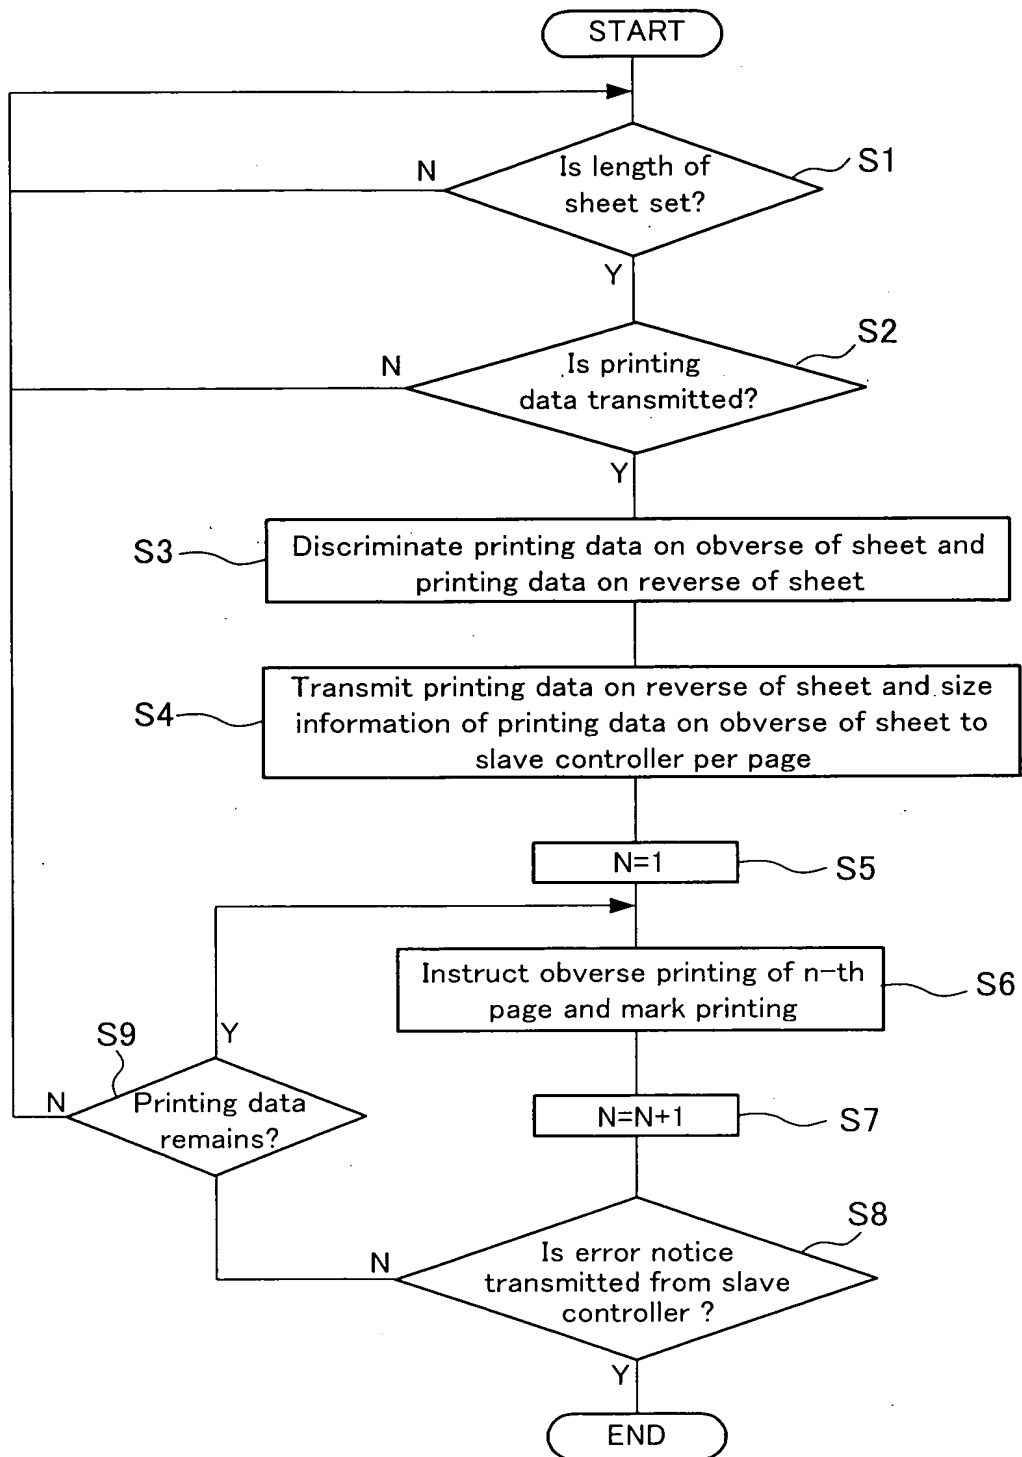 START
N
Is length of
sheet set?
S1
Y
N
Is printing
data transmitted?
S2
Y
S3
Discriminate printing data on obverse of sheet and
printing data on reverse of sheet
S4
Transmit printing data on reverse of sheet and size
information of printing data on obverse of sheet to
slave controller per page
N=1
S5
Instruct obverse printing of n-th
page and mark printing
S6
S9
Y
N
Printing data
remains?
N=N+1
S7
S8
N
Is error notice
transmitted from slave
controller ?
Y
END